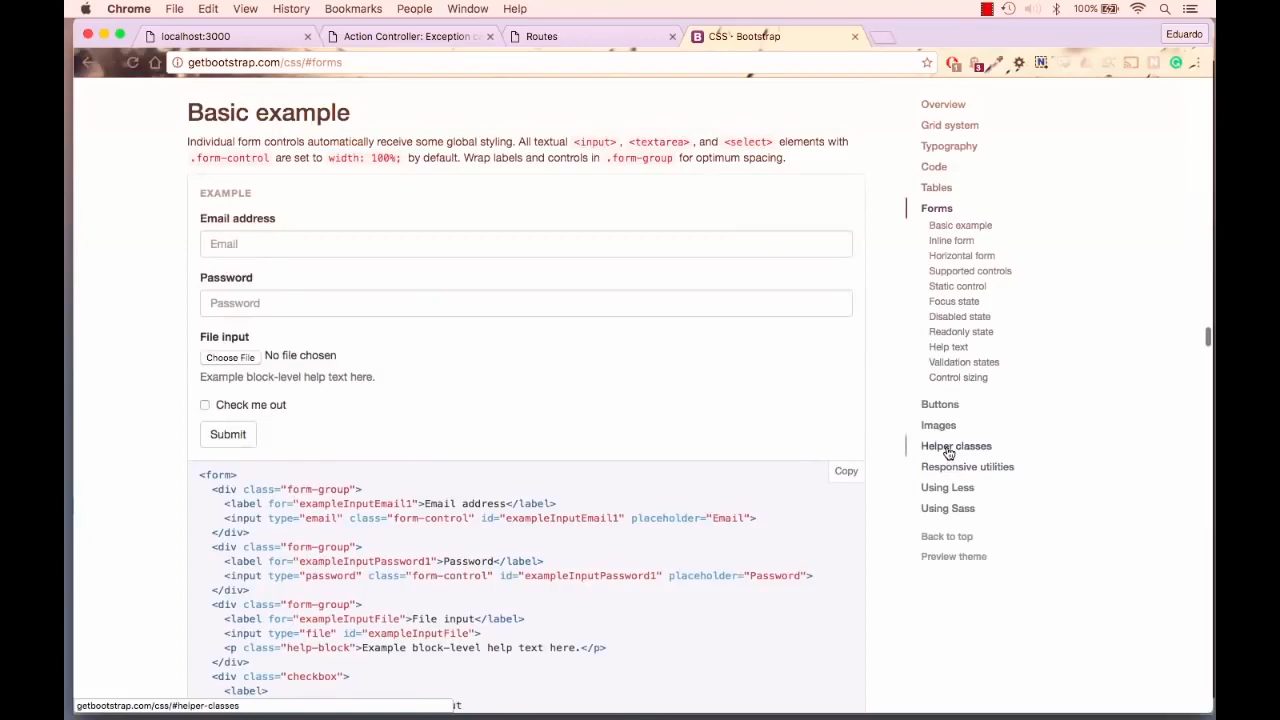 Chrome File Edit View History Bookmarks People Window Help 100%
localhost:3000 Action Controller: Exception ca Routes CSS · Bootstrap Eduardo
getbootstrap.com/css/#forms
Basic example
Individual form controls automatically receive some global styling. All textual <input>, <textarea>, and <select> elements with
.form-control are set to width: 100%; by default. Wrap labels and controls in .form-group for optimum spacing.
EXAMPLE
Email address
Email
Password
Password
File input
Choose File No file chosen
Example block-level help text here.
Check me out
Submit
Copy
<form>
<div class="form-group">
<label for="exampleInputEmail1">Email address</label>
<input type="email" class="form-control" id="exampleInputEmail1" placeholder="Email">
</div>
<div class="form-group">
<label for="exampleInputPassword1">Password</label>
<input type="password" class="form-control" id="exampleInputPassword1" placeholder="Password">
</div>
<div class="form-group">
<label for="exampleInputFile">File input</label>
<input type="file" id="exampleInputFile">
<p class="help-block">Example block-level help text here.</p>
</div>
<div class="checkbox">
<label>
ut
Overview
Grid system
Typography
Code
Tables
Forms
Basic example
Inline form
Horizontal form
Supported controls
Static control
Focus state
Disabled state
Readonly state
Help text
Validation states
Control sizing
Buttons
Images
Helper classes
Responsive utilities
Using Less
Using Sass
Back to top
Preview theme
getbootstrap.com/css/#helper-classes